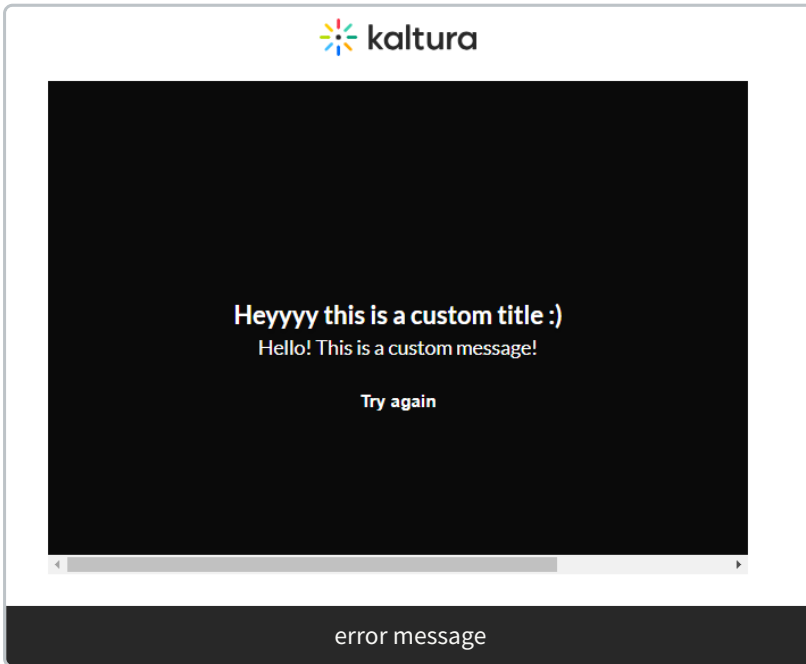 kaltura
Heyyyy this is a custom title :)
Hello! This is a custom message!
Try again
error message